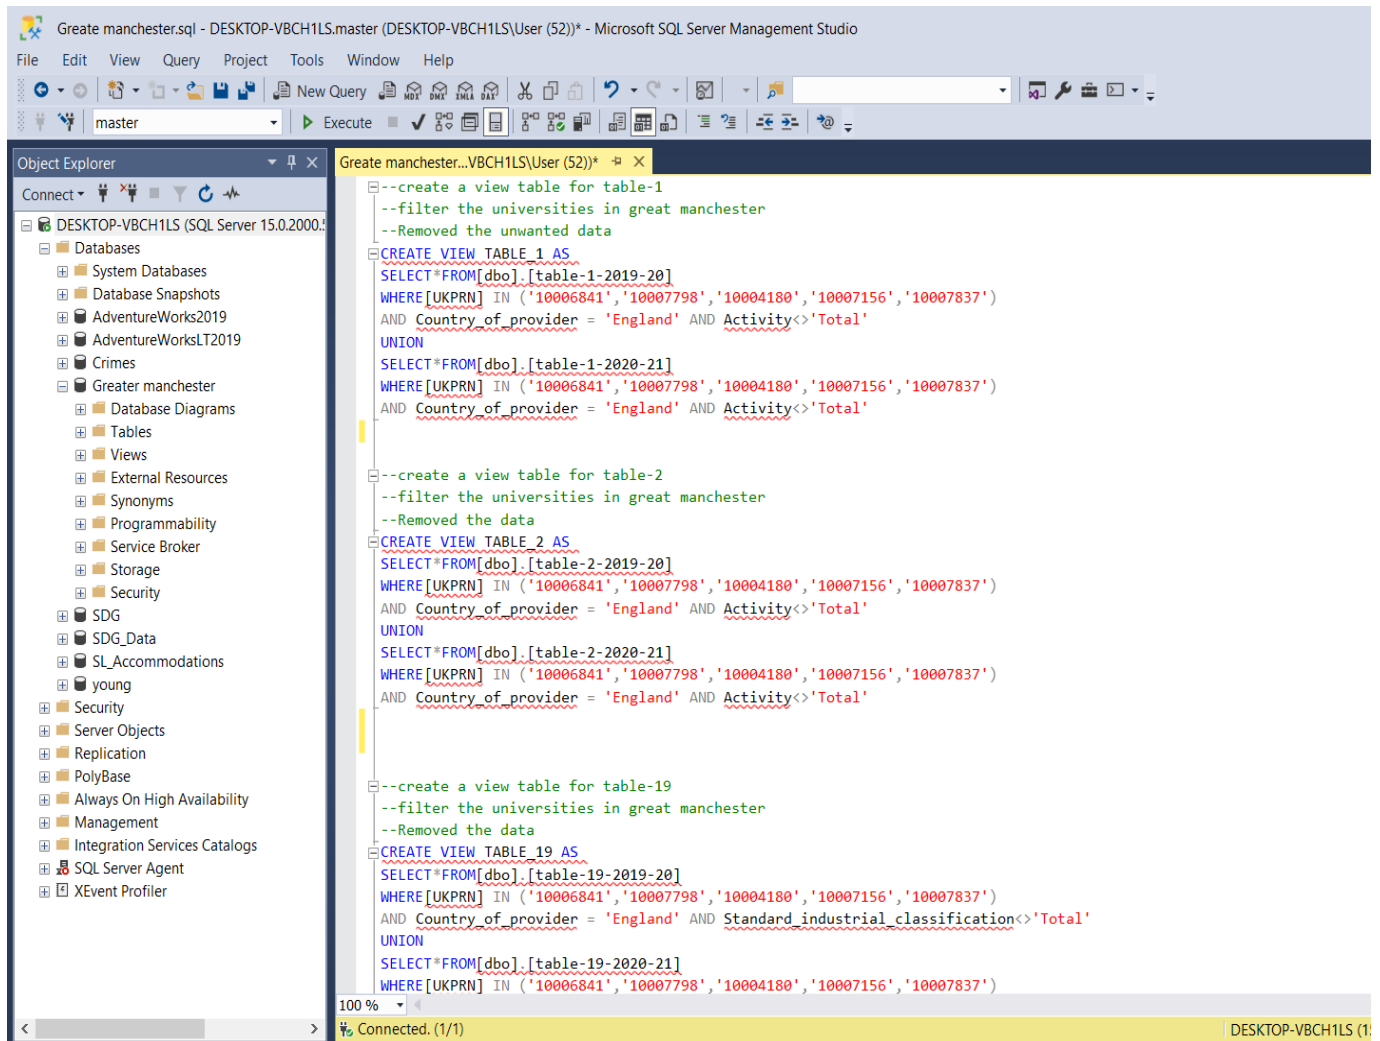 Greate manchester.sql - DESKTOP-VBCH1LS.master (DESKTOP-VBCH1LS\User (52))* - Microsoft SQL Server Management Studio
File Edit View Query Project Tools Window Help
New Query MDX DMX XMLA DAX
master Execute
Object Explorer
Connect
DESKTOP-VBCH1LS (SQL Server 15.0.2000.
Databases
System Databases
Database Snapshots
AdventureWorks2019
AdventureWorksLT2019
Crimes
Greater manchester
Database Diagrams
Tables
Views
External Resources
Synonyms
Programmability
Service Broker
Storage
Security
SDG
SDG_Data
SL_Accommodations
young
Security
Server Objects
Replication
PolyBase
Always On High Availability
Management
Integration Services Catalogs
SQL Server Agent
XEvent Profiler
Greate manchester...VBCH1LS\User (52))*
--create a view table for table-1
--filter the universities in great manchester
--Removed the unwanted data
CREATE VIEW TABLE_1 AS
SELECT*FROM[dbo].[table-1-2019-20]
WHERE[UKPRN] IN ('10006841','10007798','10004180','10007156','10007837')
AND Country_of_provider = 'England' AND Activity<>'Total'
UNION
SELECT*FROM[dbo].[table-1-2020-21]
WHERE[UKPRN] IN ('10006841','10007798','10004180','10007156','10007837')
AND Country_of_provider = 'England' AND Activity<>'Total'
--create a view table for table-2
--filter the universities in great manchester
--Removed the data
CREATE VIEW TABLE_2 AS
SELECT*FROM[dbo].[table-2-2019-20]
WHERE[UKPRN] IN ('10006841','10007798','10004180','10007156','10007837')
AND Country_of_provider = 'England' AND Activity<>'Total'
UNION
SELECT*FROM[dbo].[table-2-2020-21]
WHERE[UKPRN] IN ('10006841','10007798','10004180','10007156','10007837')
AND Country_of_provider = 'England' AND Activity<>'Total'
--create a view table for table-19
--filter the universities in great manchester
--Removed the data
CREATE VIEW TABLE_19 AS
SELECT*FROM[dbo].[table-19-2019-20]
WHERE[UKPRN] IN ('10006841','10007798','10004180','10007156','10007837')
AND Country_of_provider = 'England' AND Standard_industrial_classification<>'Total'
UNION
SELECT*FROM[dbo].[table-19-2020-21]
WHERE[UKPRN] IN ('10006841','10007798','10004180','10007156','10007837')
100 %
Connected. (1/1) DESKTOP-VBCH1LS (1